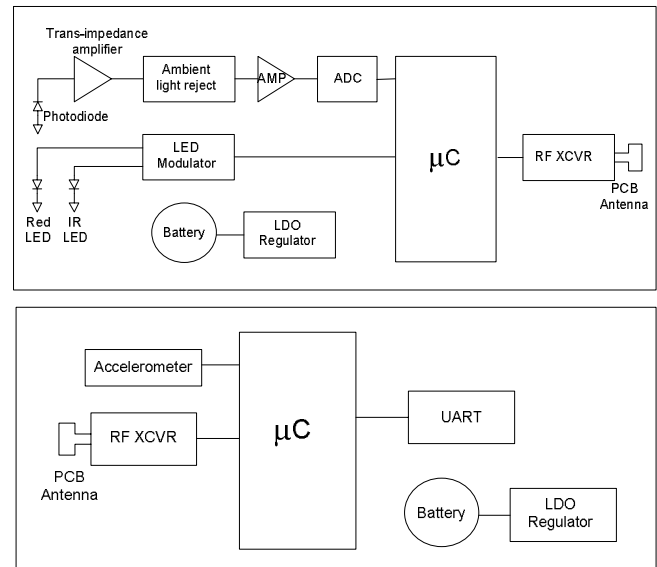 Trans-impedance
amplifier
Ambient
light reject
AMP
ADC
Photodiode
LED
Modulator
μC
RF XCVR
PCB
Antenna
Red
LED
IR
LED
Battery
LDO
Regulator
Accelerometer
RF XCVR
μC
UART
PCB
Antenna
Battery
LDO
Regulator